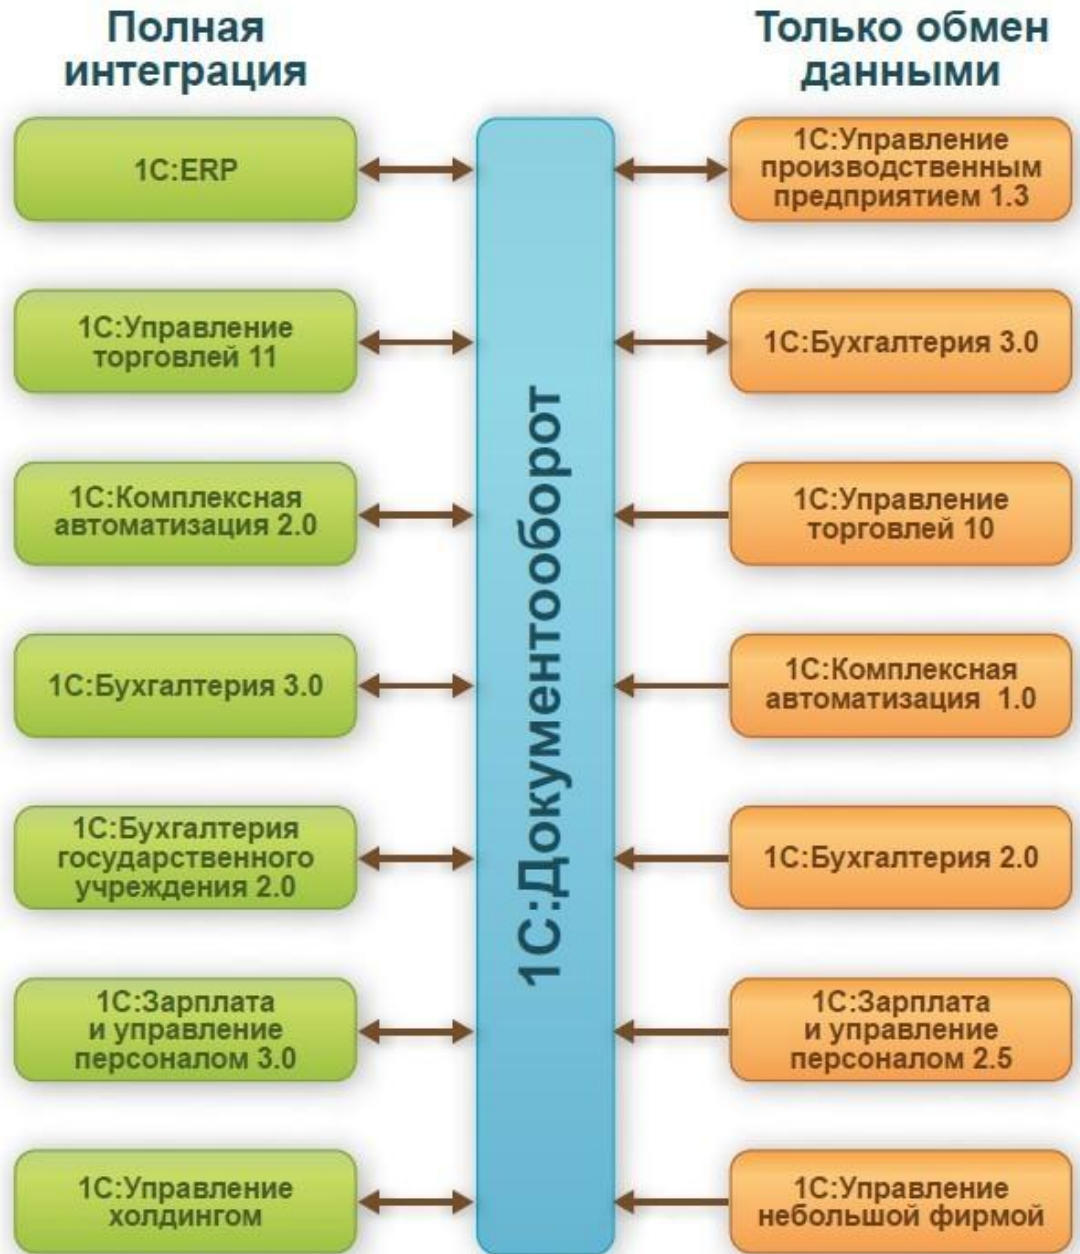 Полная
интеграция
Только обмен
данными
1С:ERP
1С:Управление
торговлей 11
1С:Комплексная
автоматизация 2.0
1С:Бухгалтерия 3.0
1С:Бухгалтерия
государственного
учреждения 2.0
1С:Зарплата
и управление
персоналом 3.0
1С:Управление
холдингом
1С:Документооборот
1С:Управление
производственным
предприятием 1.3
1С:Бухгалтерия 3.0
1С:Управление
торговлей 10
1С:Комплексная
автоматизация 1.0
1С:Бухгалтерия 2.0
1С:Зарплата
и управление
персоналом 2.5
1С:Управление
небольшой фирмой